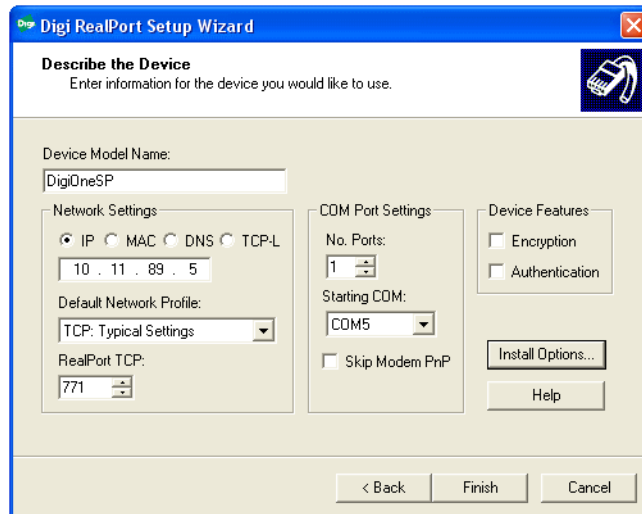 Digi Digi RealPort Setup Wizard
Describe the Device
Enter information for the device you would like to use.
Device Model Name:
DigiOneSP
Network Settings
IP MAC DNS TCP-L
10 . 11 . 89 . 5
Default Network Profile:
TCP: Typical Settings
RealPort TCP:
771
COM Port Settings
No. Ports:
1
Starting COM:
COM5
Skip Modem PnP
Device Features
Encryption
Authentication
Install Options...
Help
< Back Finish Cancel